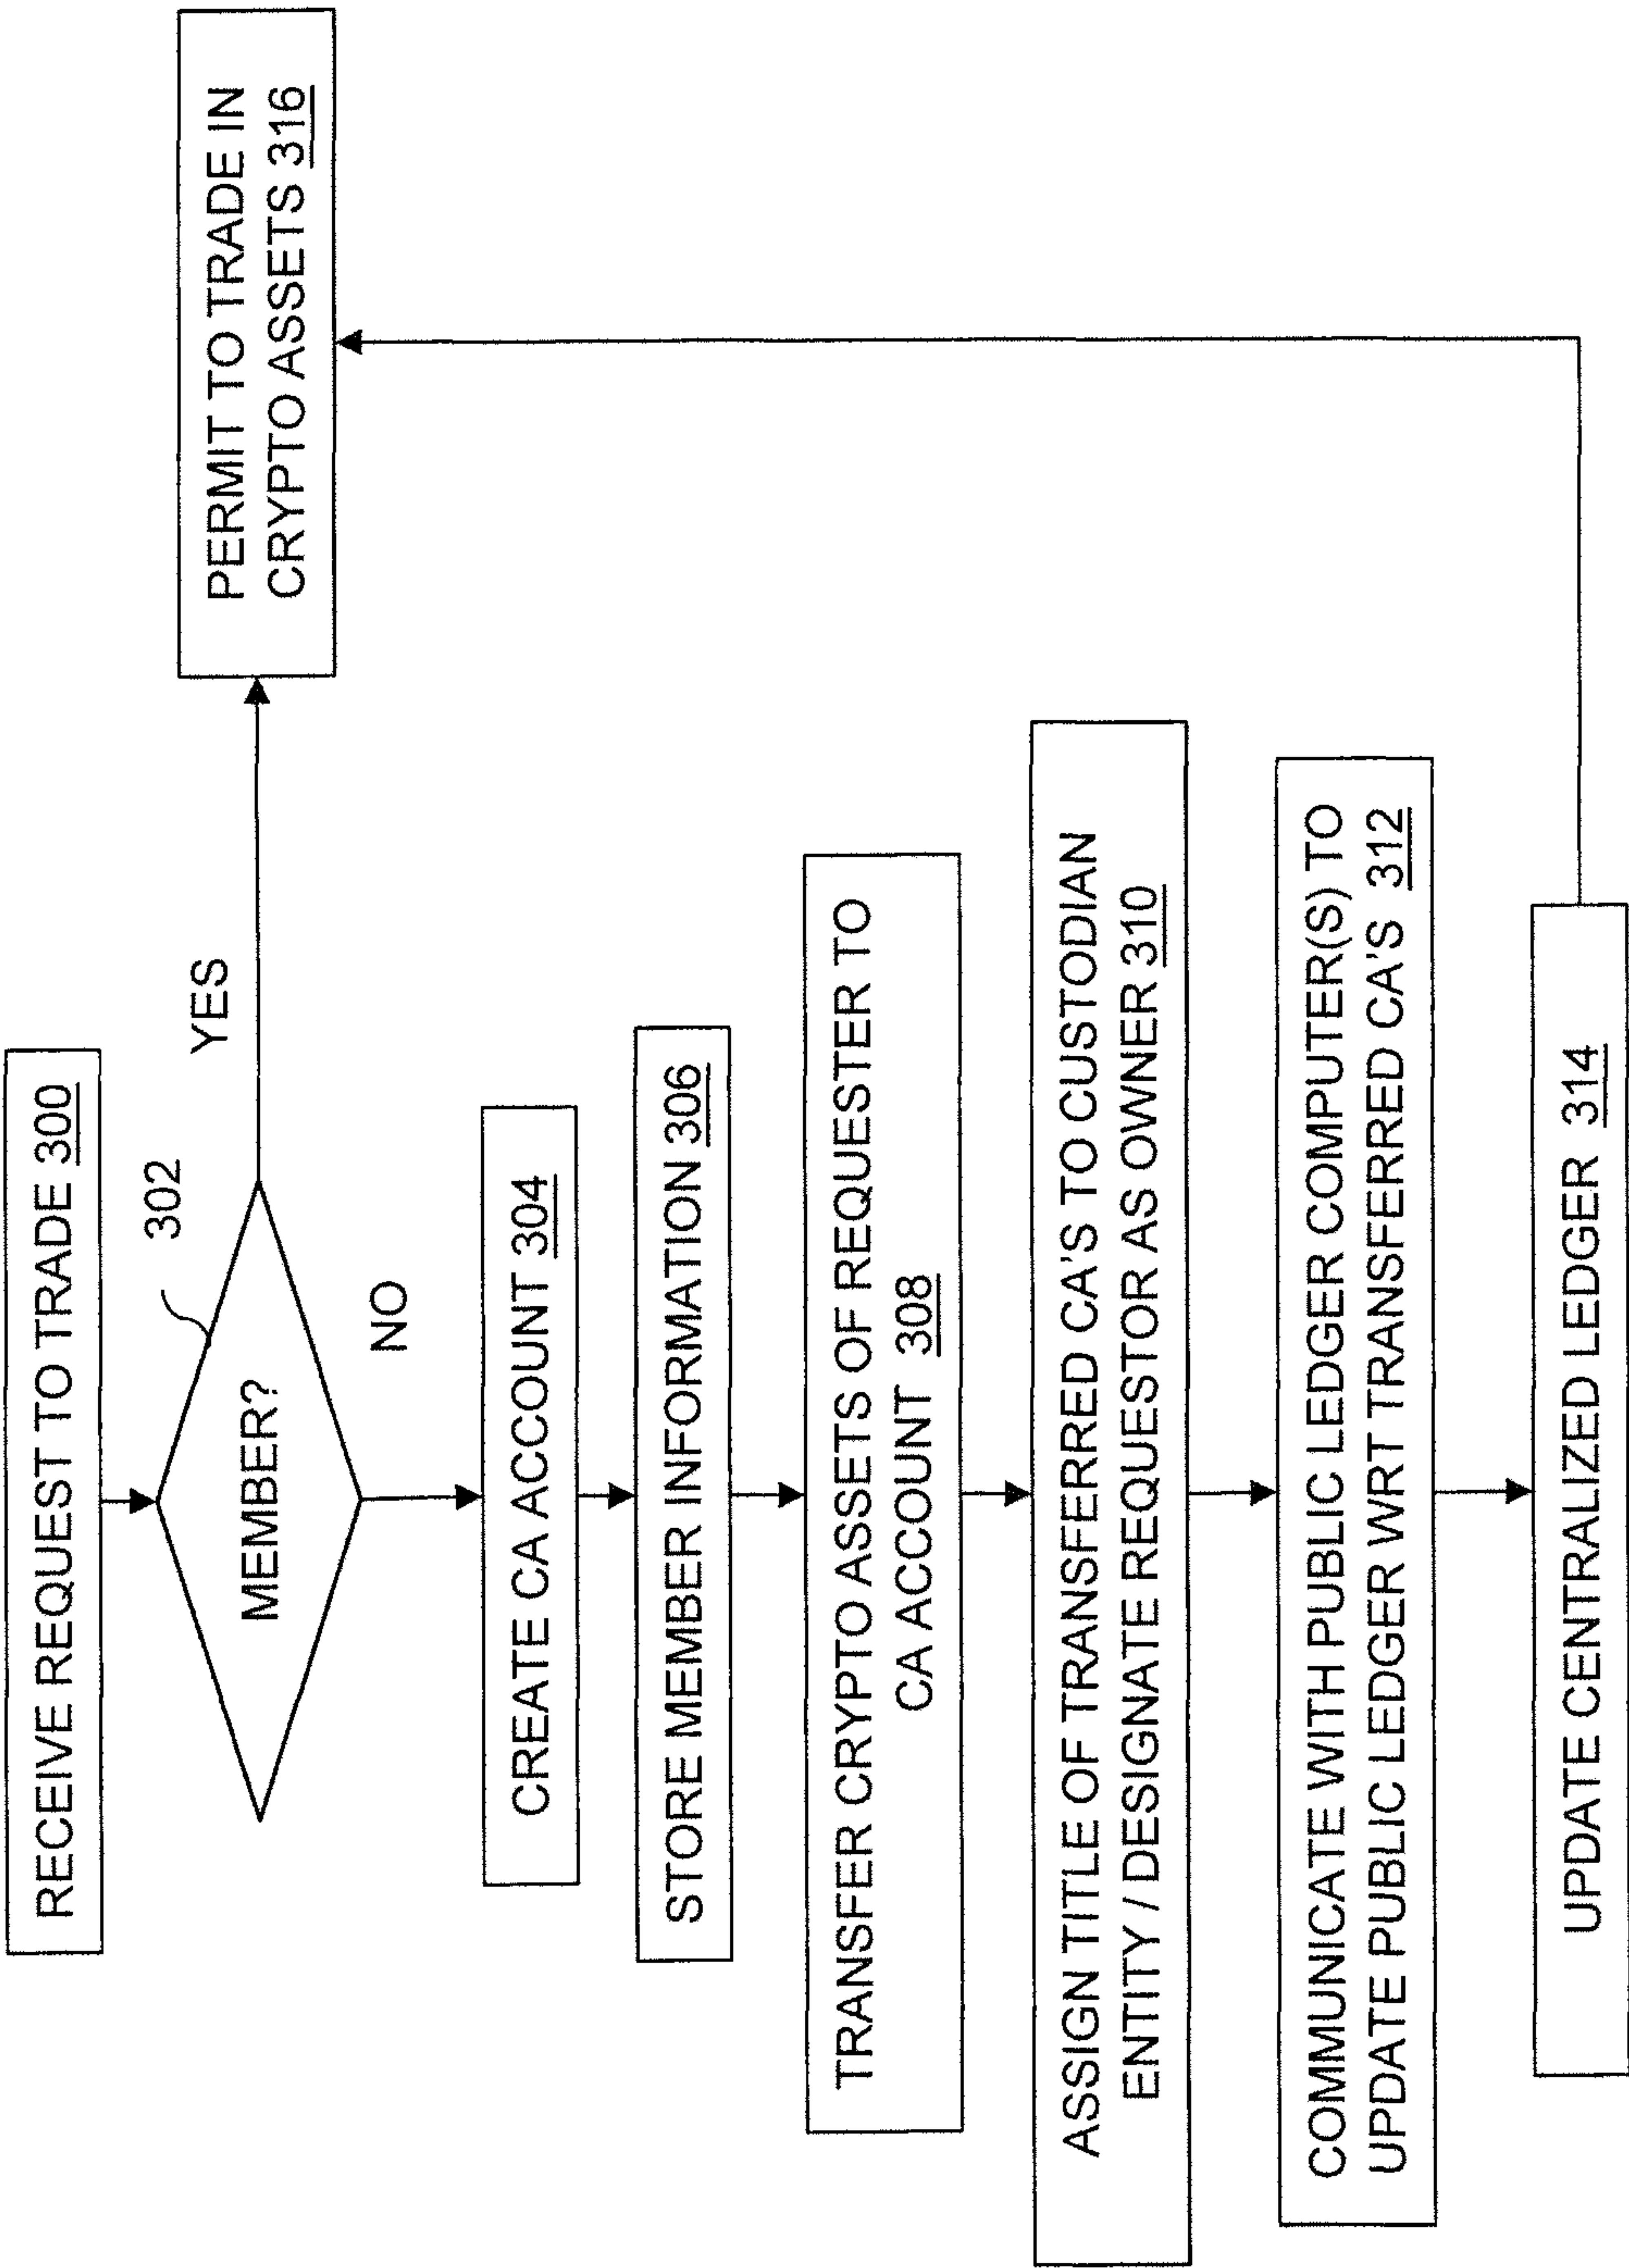 RECEIVE REQUEST TO TRADE 300
302
MEMBER?
YES
NO
PERMIT TO TRADE IN
CRYPTO ASSETS 316
CREATE CA ACCOUNT 304
STORE MEMBER INFORMATION 306
TRANSFER CRYPTO ASSETS OF REQUESTER TO
CA ACCOUNT 308
ASSIGN TITLE OF TRANSFERRED CA'S TO CUSTODIAN
ENTITY / DESIGNATE REQUESTOR AS OWNER 310
COMMUNICATE WITH PUBLIC LEDGER COMPUTER(S) TO
UPDATE PUBLIC LEDGER WRT TRANSFERRED CA'S 312
UPDATE CENTRALIZED LEDGER 314